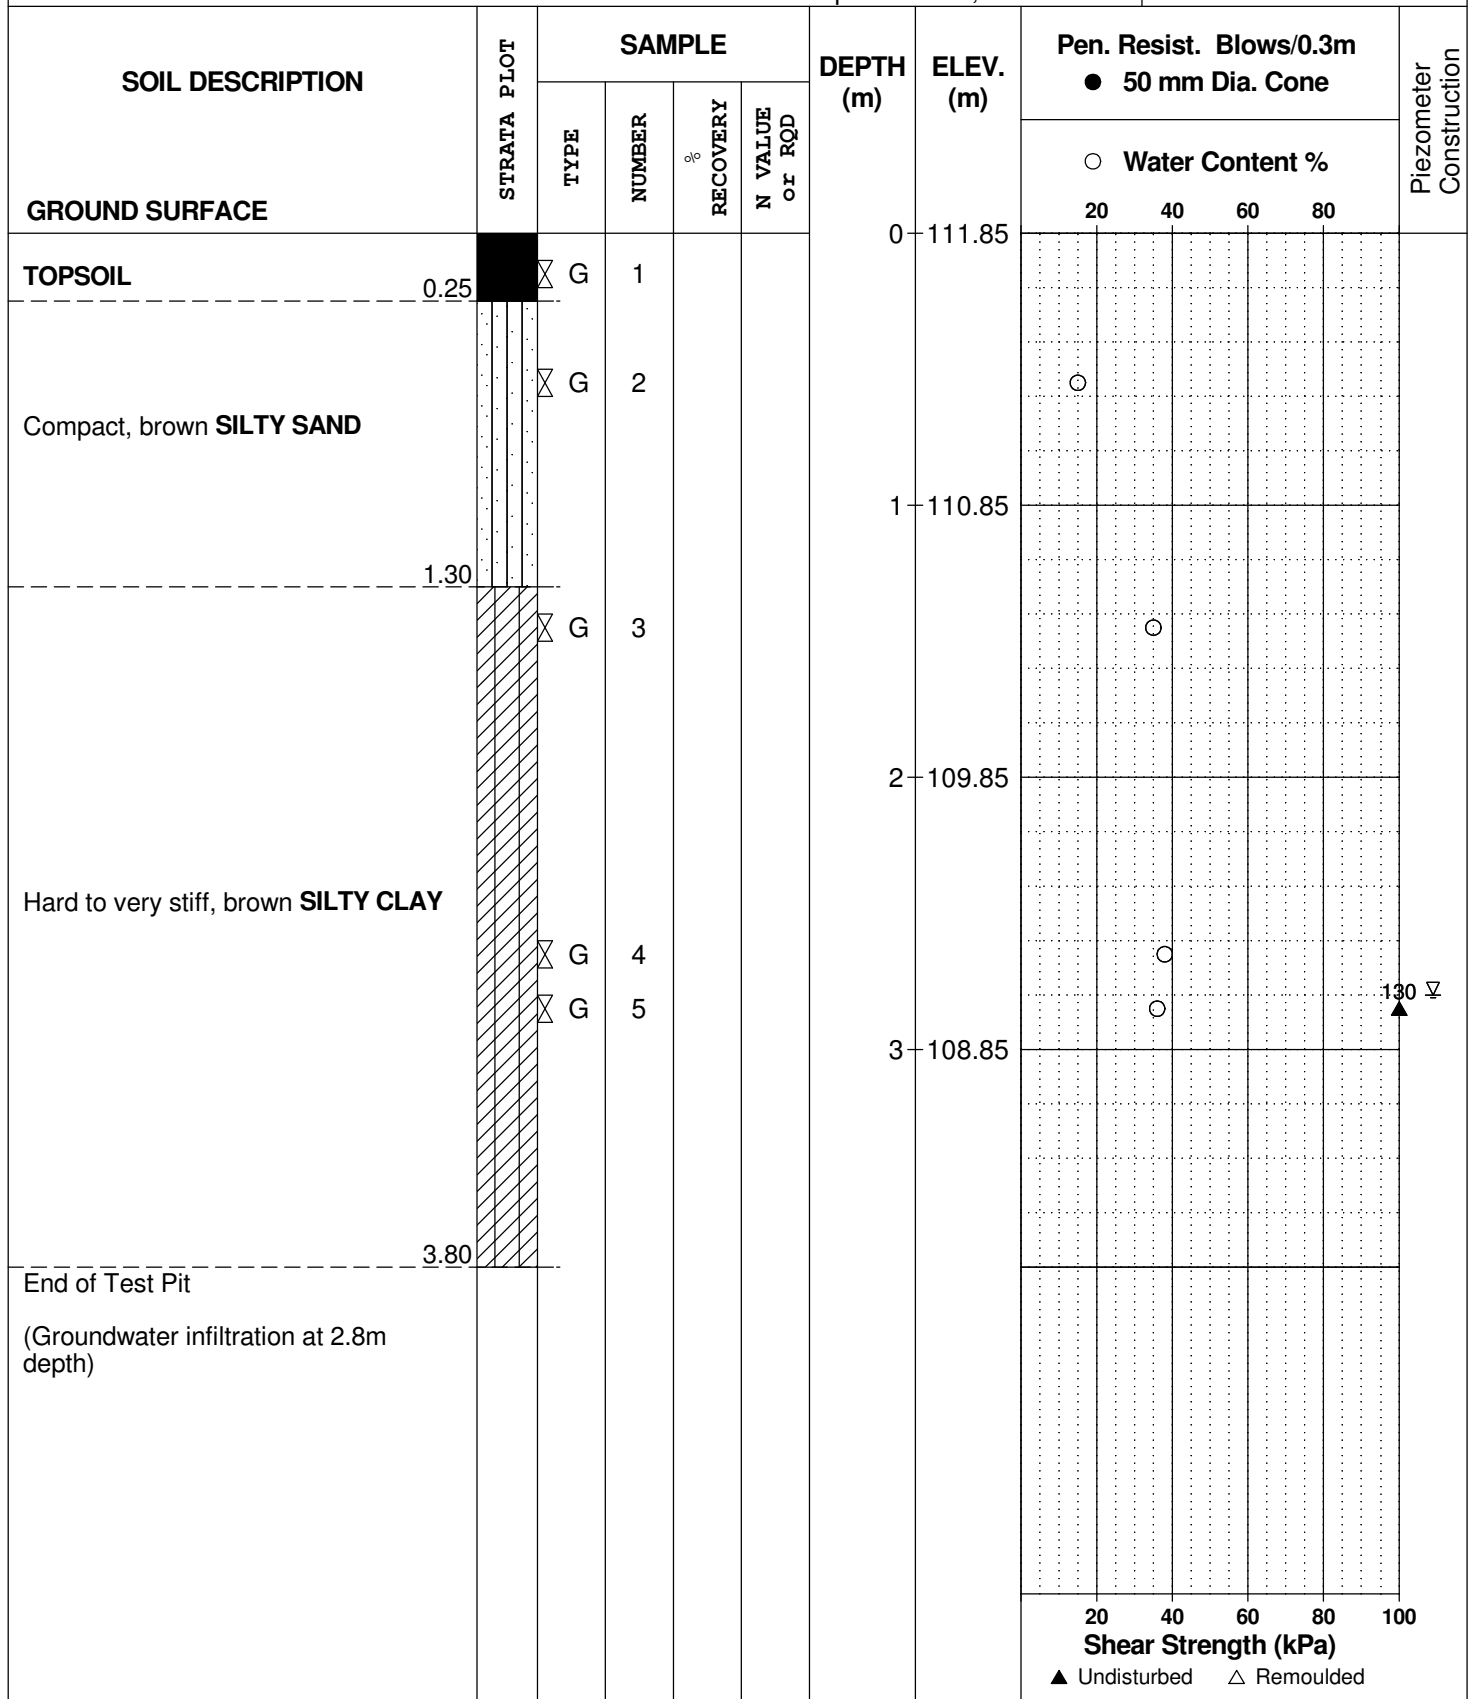 SOIL DESCRIPTION
GROUND SURFACE
STRATA PLOT
SAMPLE
TYPE
NUMBER
%
RECOVERY
N VALUE
or RQD
DEPTH
(m)
ELEV.
(m)
Pen. Resist. Blows/0.3m
● 50 mm Dia. Cone
○ Water Content %
20 40 60 80
Piezometer
Construction
0 111.85
TOPSOIL
0.25
G 1
G 2
Compact, brown SILTY SAND
1 110.85
1.30
G 3
2 109.85
Hard to very stiff, brown SILTY CLAY
G 4
G 5
130
3 108.85
3.80
End of Test Pit
(Groundwater infiltration at 2.8m
depth)
20 40 60 80 100
Shear Strength (kPa)
▲ Undisturbed △ Remoulded